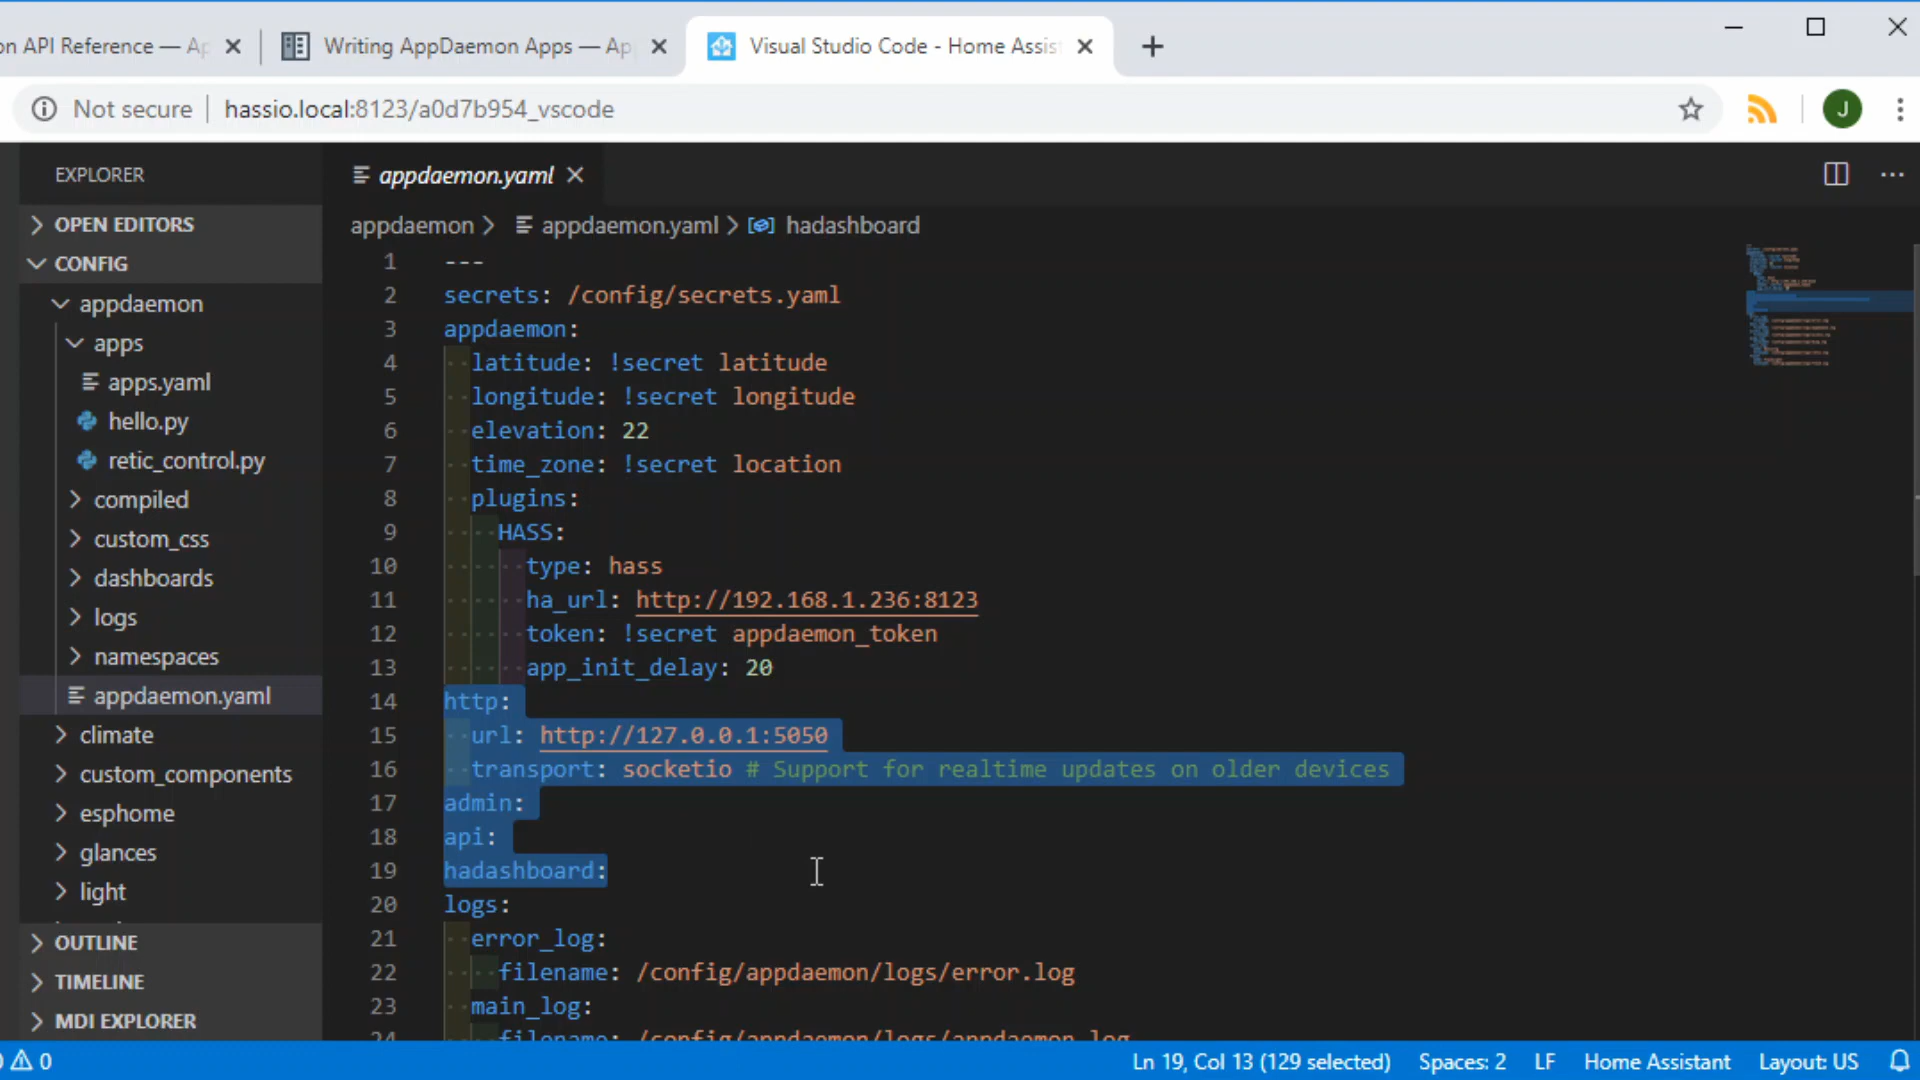 on API Reference — Ap
Writing AppDaemon Apps — Ap
Visual Studio Code - Home Assis
Not secure
hassio.local:8123/a0d7b954_vscode
J
EXPLORER
OPEN EDITORS
CONFIG
appdaemon
apps
apps.yaml
hello.py
retic_control.py
compiled
custom_css
dashboards
logs
namespaces
appdaemon.yaml
climate
custom_components
esphome
glances
light
OUTLINE
TIMELINE
MDI EXPLORER
appdaemon.yaml
appdaemon > appdaemon.yaml > hadashboard
1 ---
2 secrets: /config/secrets.yaml
3 appdaemon:
4 latitude: !secret latitude
5 longitude: !secret longitude
6 elevation: 22
7 time_zone: !secret location
8 plugins:
9 HASS:
10 type: hass
11 ha_url: http://192.168.1.236:8123
12 token: !secret appdaemon_token
13 app_init_delay: 20
14 http:
15 url: http://127.0.0.1:5050
16 transport: socketio # Support for realtime updates on older devices
17 admin:
18 api:
19 hadashboard:
20 logs:
21 error_log:
22 filename: /config/appdaemon/logs/error.log
23 main_log:
24 filename: /config/appdaemon/logs/appdaemon.log
0
Ln 19, Col 13 (129 selected)
Spaces: 2
LF
Home Assistant
Layout: US